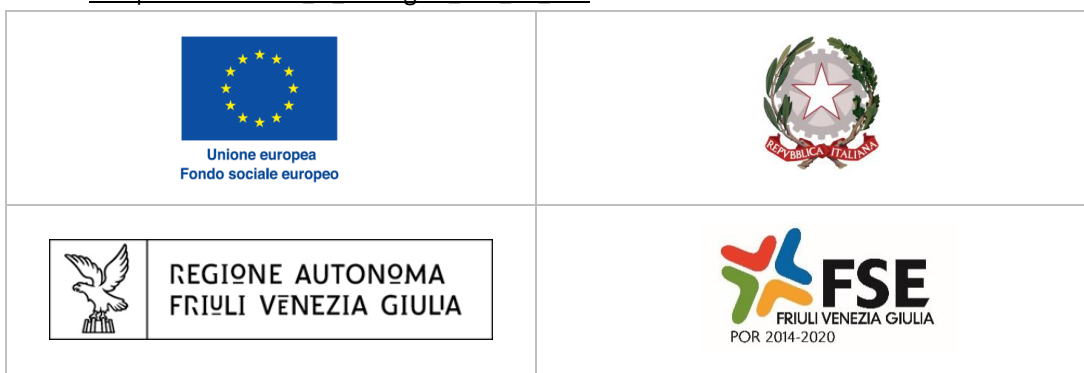 Unione europea
Fondo sociale europeo
REPVBBLICA ITALIANA
REGIONE AUTONOMA
FRIULI VENEZIA GIULIA
FSE
FRIULI VENEZIA GIULIA
POR 2014-2020